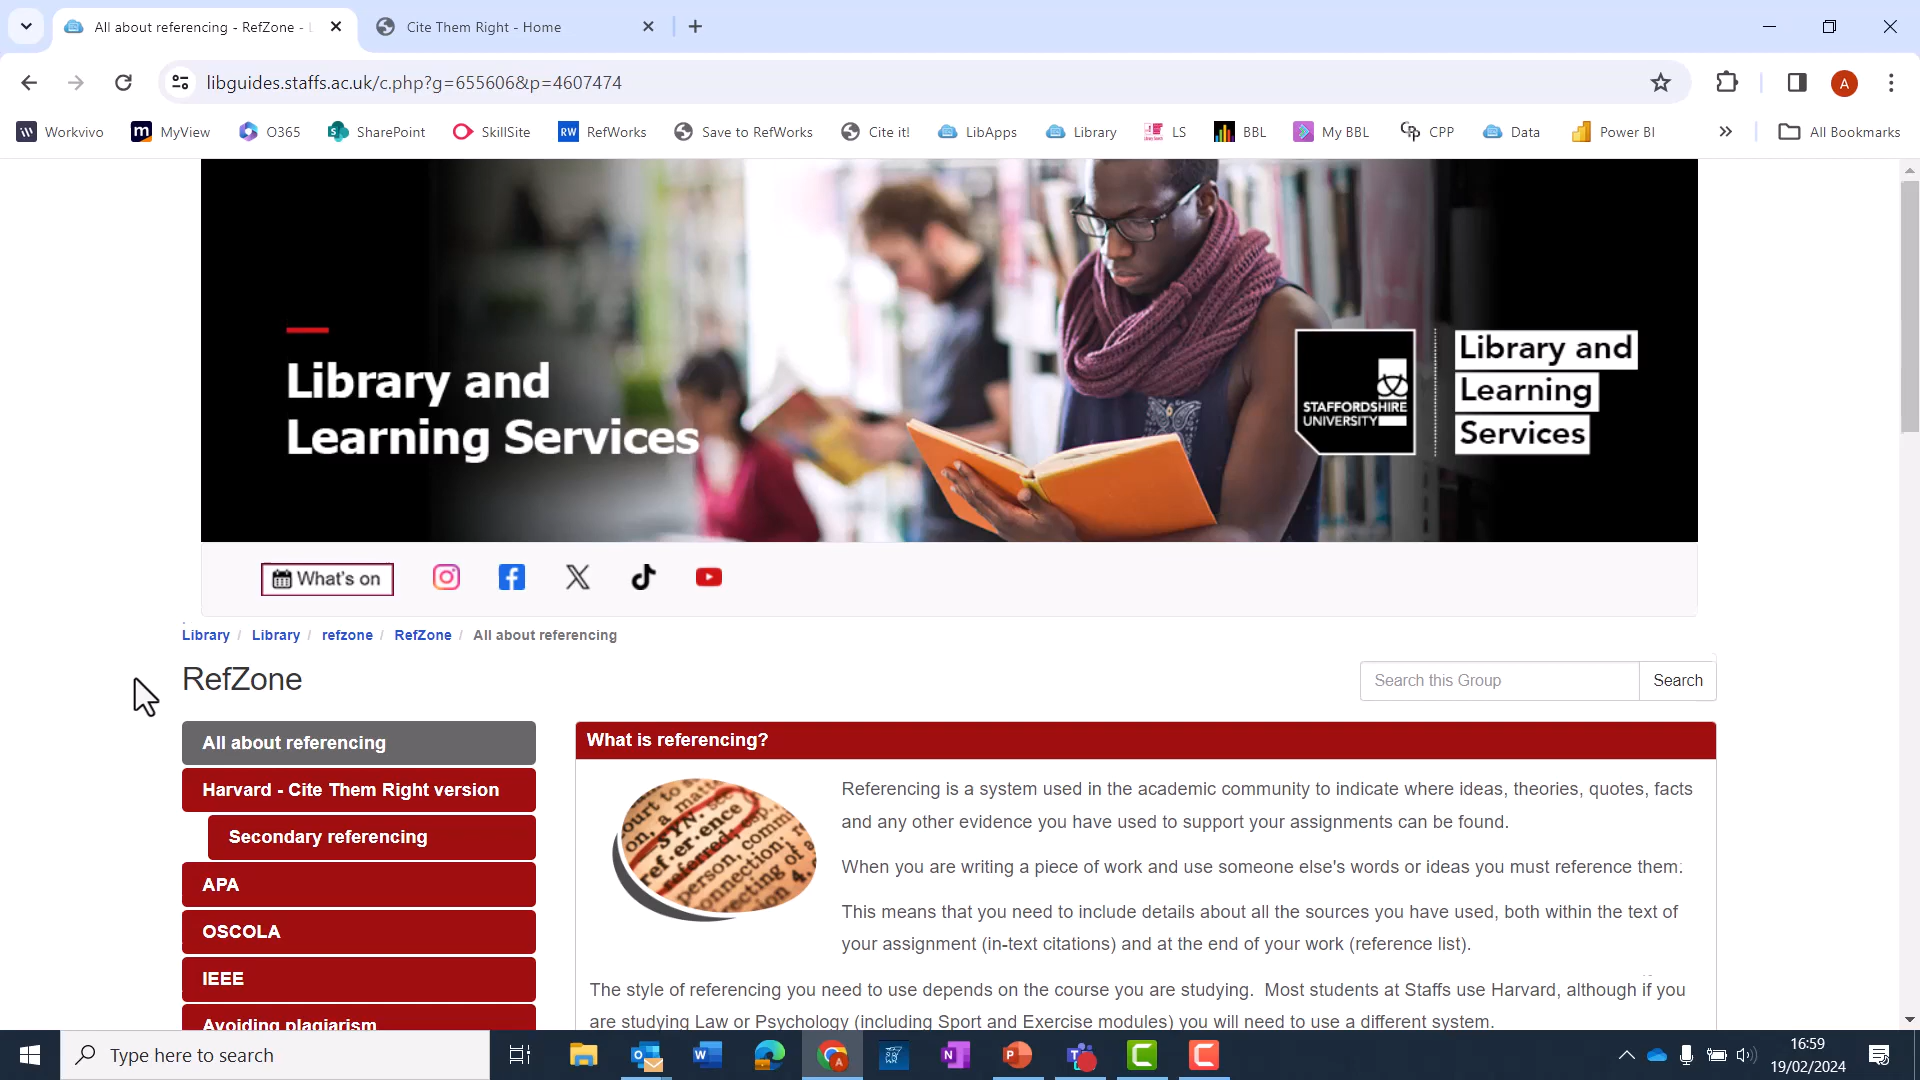 All about referencing - RefZone -
Cite Them Right - Home
libguides.staffs.ac.uk/c.php?g=655606&p=4607474
A
Workvivo
MyView
O365
SharePoint
SkillSite
RW RefWorks
Save to RefWorks
Cite it!
LibApps
Library
LS
BBL
My BBL
CPP
Data
Power BI
All Bookmarks
Library and
Learning Services
STAFFORDSHIRE
UNIVERSITY
Library and
Learning
Services
What's on
Library / Library / refzone / RefZone / All about referencing
RefZone
Search this Group
Search
All about referencing
Harvard - Cite Them Right version
Secondary referencing
APA
OSCOLA
IEEE
Avoiding plagiarism
What is referencing?
Referencing is a system used in the academic community to indicate where ideas, theories, quotes, facts
and any other evidence you have used to support your assignments can be found.
When you are writing a piece of work and use someone else's words or ideas you must reference them.
This means that you need to include details about all the sources you have used, both within the text of
your assignment (in-text citations) and at the end of your work (reference list).
The style of referencing you need to use depends on the course you are studying.  Most students at Staffs use Harvard, although if you
are studying Law or Psychology (including Sport and Exercise modules) you will need to use a different system.
Type here to search
16:59
19/02/2024